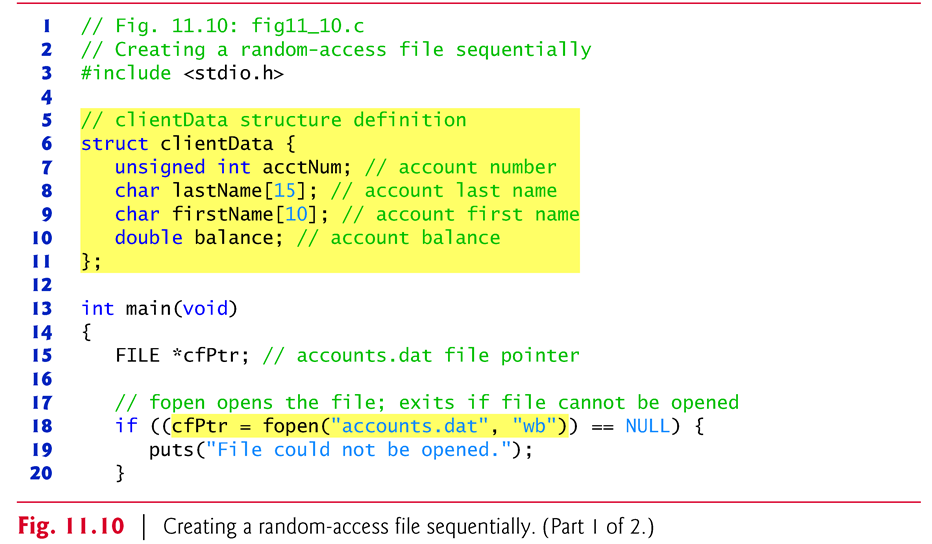 1 // Fig. 11.10: fig11_10.c
2 // Creating a random-access file sequentially
3 #include <stdio.h>
4
5 // clientData structure definition
6 struct clientData {
7    unsigned int acctNum; // account number
8    char lastName[15]; // account last name
9    char firstName[10]; // account first name
10    double balance; // account balance
11 };
12
13 int main(void)
14 {
15    FILE *cfPtr; // accounts.dat file pointer
16
17    // fopen opens the file; exits if file cannot be opened
18    if ((cfPtr = fopen("accounts.dat", "wb")) == NULL) {
19       puts("File could not be opened.");
20    }
Fig. 11.10 | Creating a random-access file sequentially. (Part 1 of 2.)